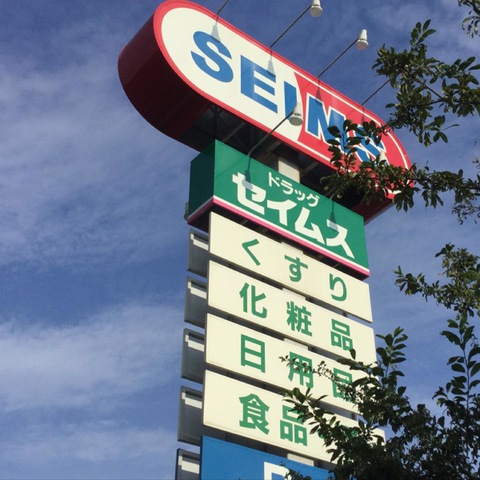 SEIMS
ドラッグ
セイムス
くすり
化粧品
日用品
食品